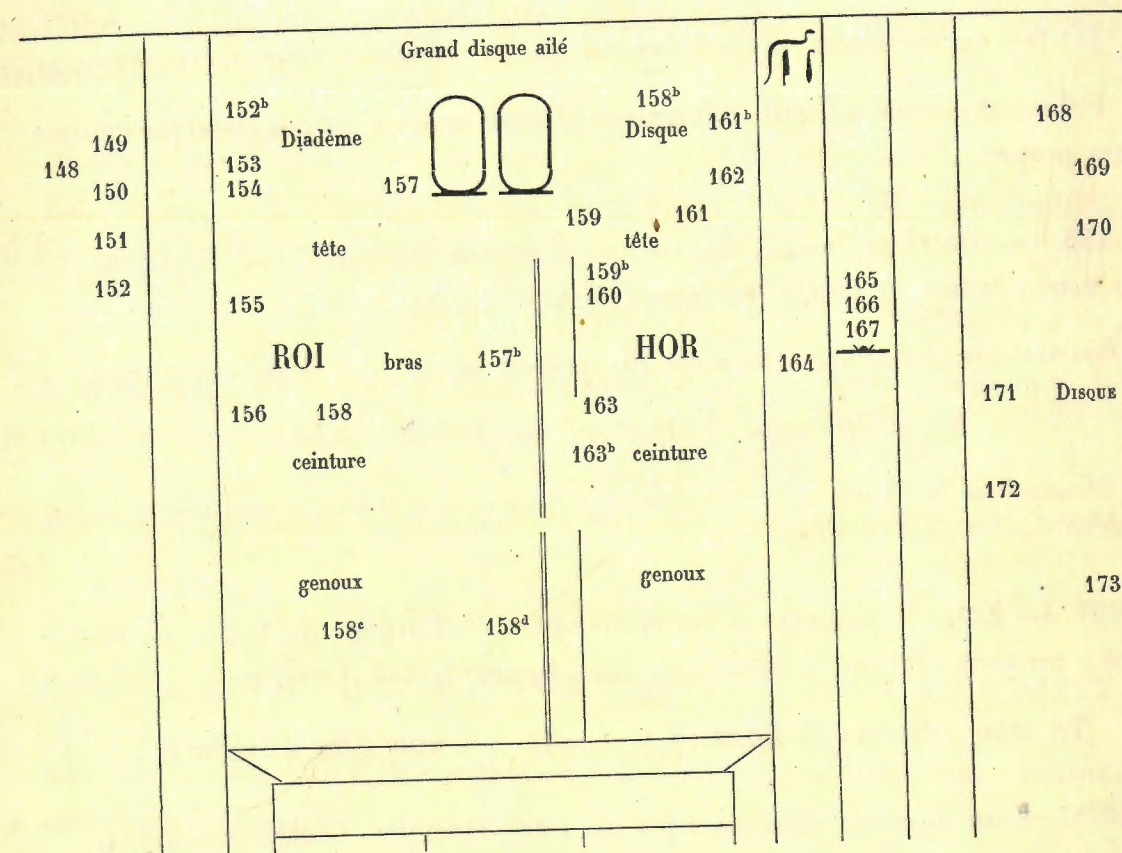 Grand disque ailé
152ᵇ
Diadème
158ᵇ
Disque 161ᵇ
168
149
148
153
169
150
154
157
162
159
161
170
151
tête
tête
152
155
159ᵇ
160
165
166
167
ROI bras 157ᵇ
HOR
164
156 158
163
171 DISQUE
ceinture
163ᵇ ceinture
172
genoux
genoux
173
158ᶜ
158ᵈ